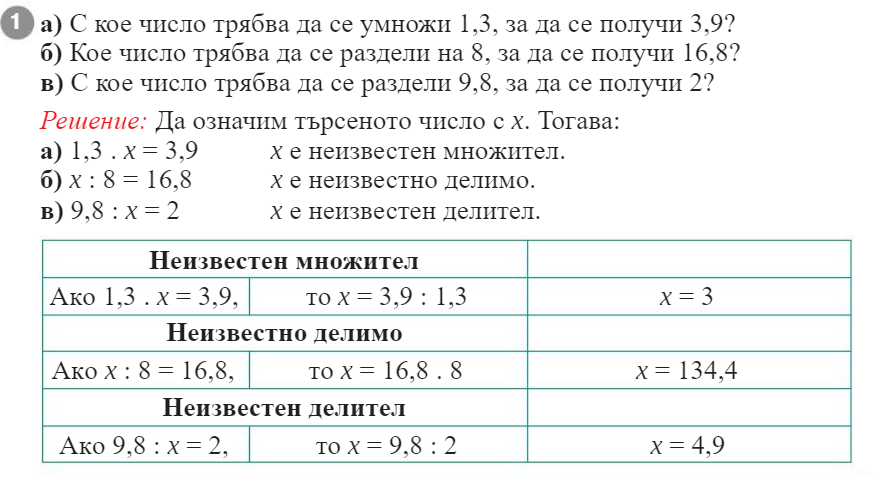 1 а) С кое число трябва да се умножи 1,3, за да се получи 3,9?
б) Кое число трябва да се раздели на 8, за да се получи 16,8?
в) С кое число трябва да се раздели 9,8, за да се получи 2?
Решение: Да означим търсеното число с x. Тогава:
а) 1,3 . x = 3,9 x е неизвестен множител.
б) x : 8 = 16,8 x е неизвестно делимо.
в) 9,8 : x = 2 x е неизвестен делител.
Неизвестен множител
Ако 1,3 . x = 3,9, то x = 3,9 : 1,3 x = 3
Неизвестно делимо
Ако x : 8 = 16,8, то x = 16,8 . 8 x = 134,4
Неизвестен делител
Ако 9,8 : x = 2, то x = 9,8 : 2 x = 4,9